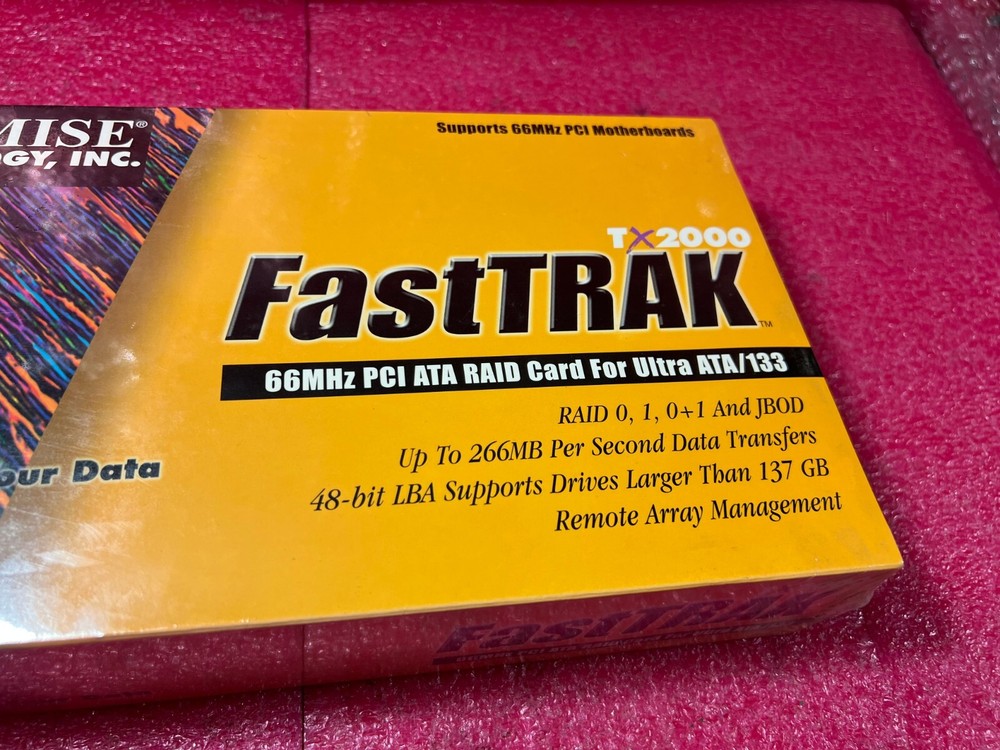 MISE®
OGY, INC.
Supports 66MHz PCI Motherboards
TX2000
FastTRAK™
66MHz PCI ATA RAID Card For Ultra ATA/133
RAID 0, 1, 0+1 And JBOD
Up To 266MB Per Second Data Transfers
48-bit LBA Supports Drives Larger Than 137 GB
Remote Array Management
our Data
FastTRAK